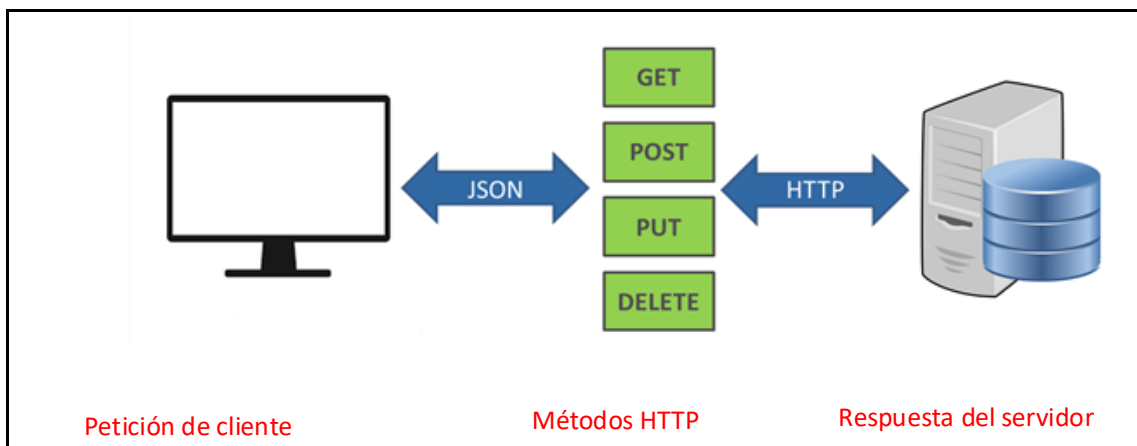 GET
POST
JSON
HTTP
PUT
DELETE
Petición de cliente
Métodos HTTP
Respuesta del servidor